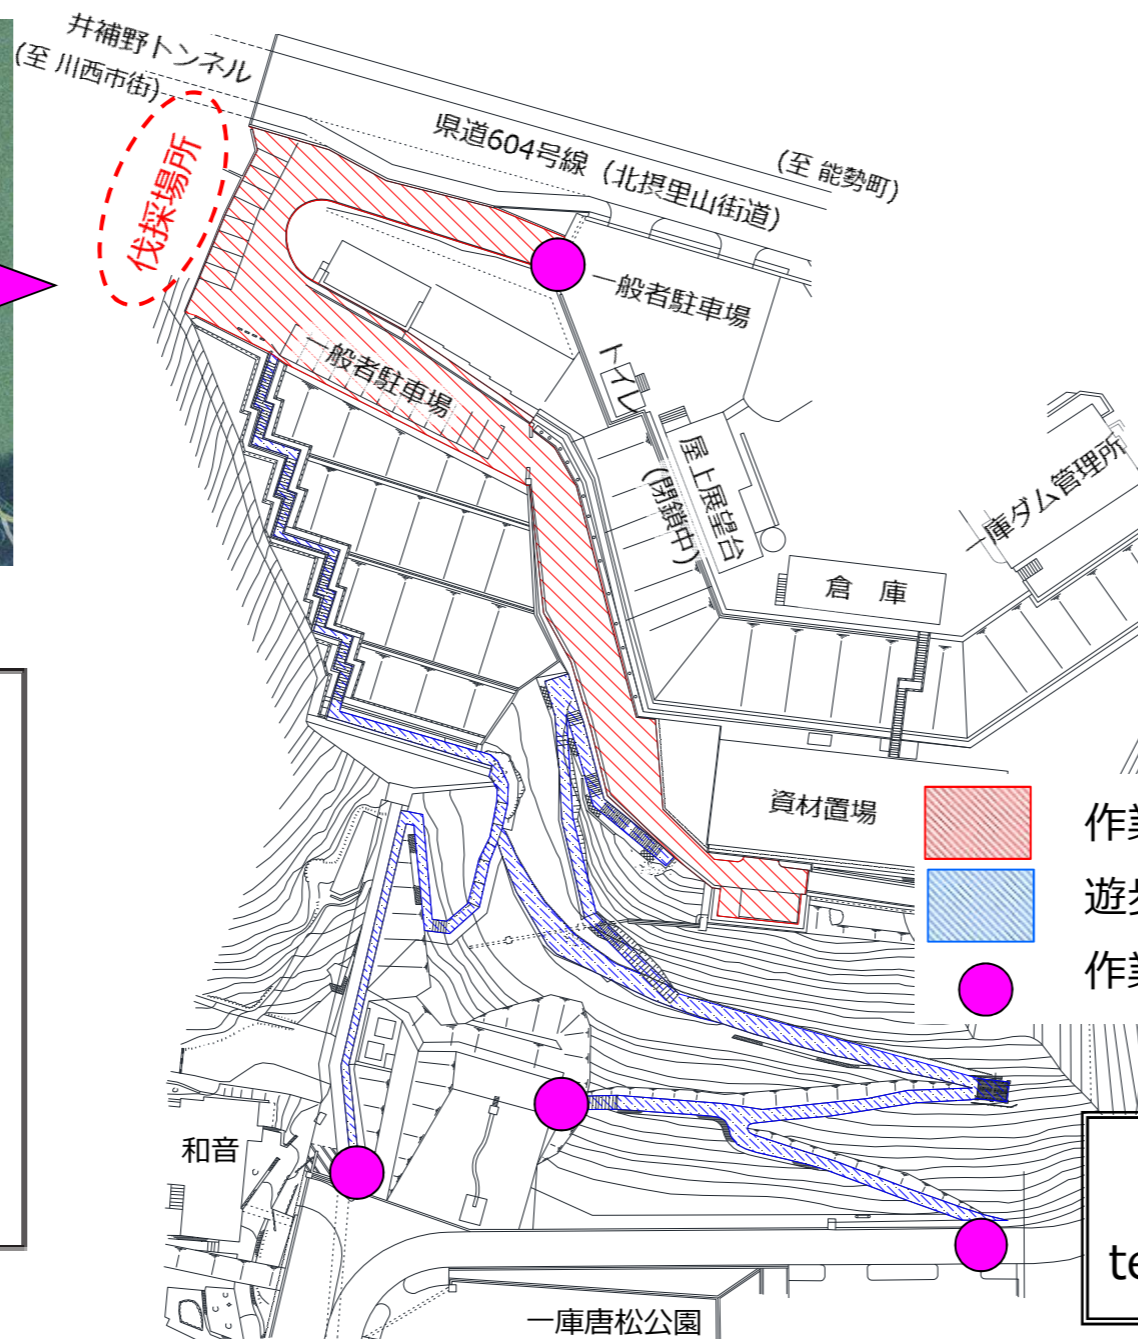 井補野トンネル
(至 川西市街)
伐採場所
県道604号線（北摂里山街道）
(至 能勢町)
一般者駐車場
一般者駐車場
トイレ
屋上展望台
(閉鎖中)
一庫ダム管理所
倉 庫
資材置場
作業
遊歩
作業
和音
te
一庫唐松公園